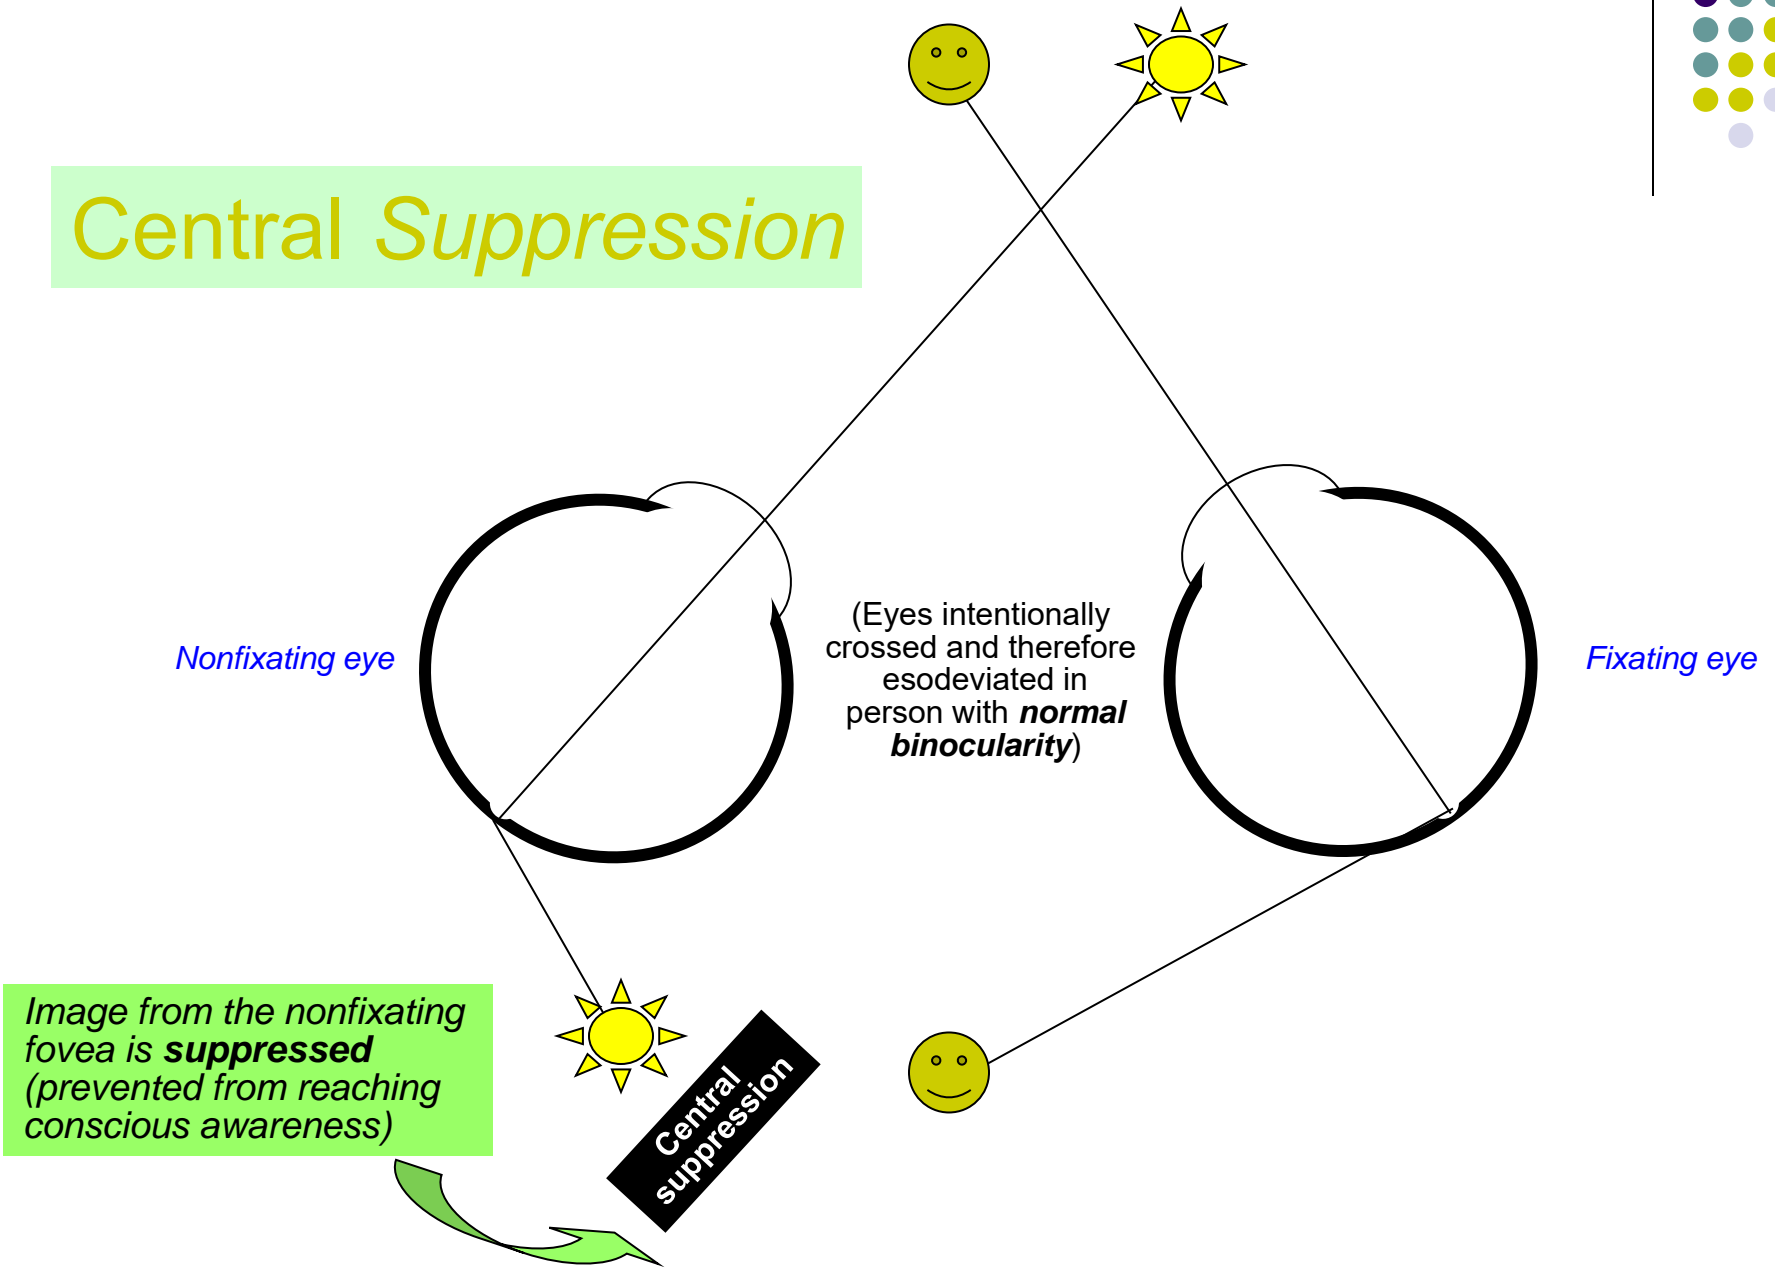 Central Suppression
Nonfixating eye
(Eyes intentionally
crossed and therefore
esodeviated in
person with normal
binocularity)
Fixating eye
Image from the nonfixating
fovea is suppressed
(prevented from reaching
conscious awareness)
Central
suppression